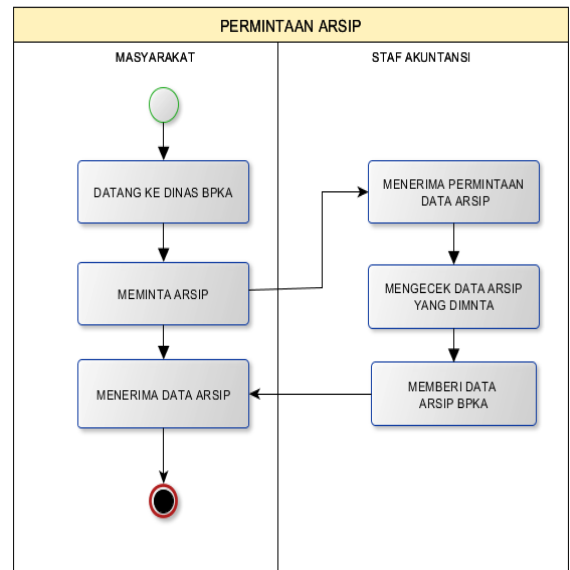 PERMINTAAN ARSIP
MASYARAKAT
STAF AKUNTANSI
DATANG KE DINAS BPKA
MEMINTA ARSIP
MENERIMA DATA ARSIP
MENERIMA PERMINTAAN
DATA ARSIP
MENGECEK DATA ARSIP
YANG DIMNTA
MEMBERI DATA
ARSIP BPKA